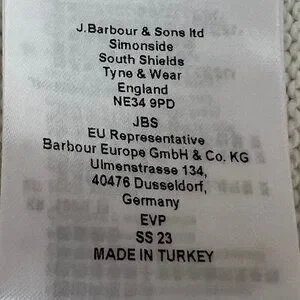 J.Barbour & Sons ltd
Simonside
South Shields
Tyne & Wear
England
NE34 9PD
JBS
EU Representative
Barbour Europe GmbH & Co. KG
Ulmenstrasse 134,
40476 Dusseldorf,
Germany
EVP
SS 23
MADE IN TURKEY